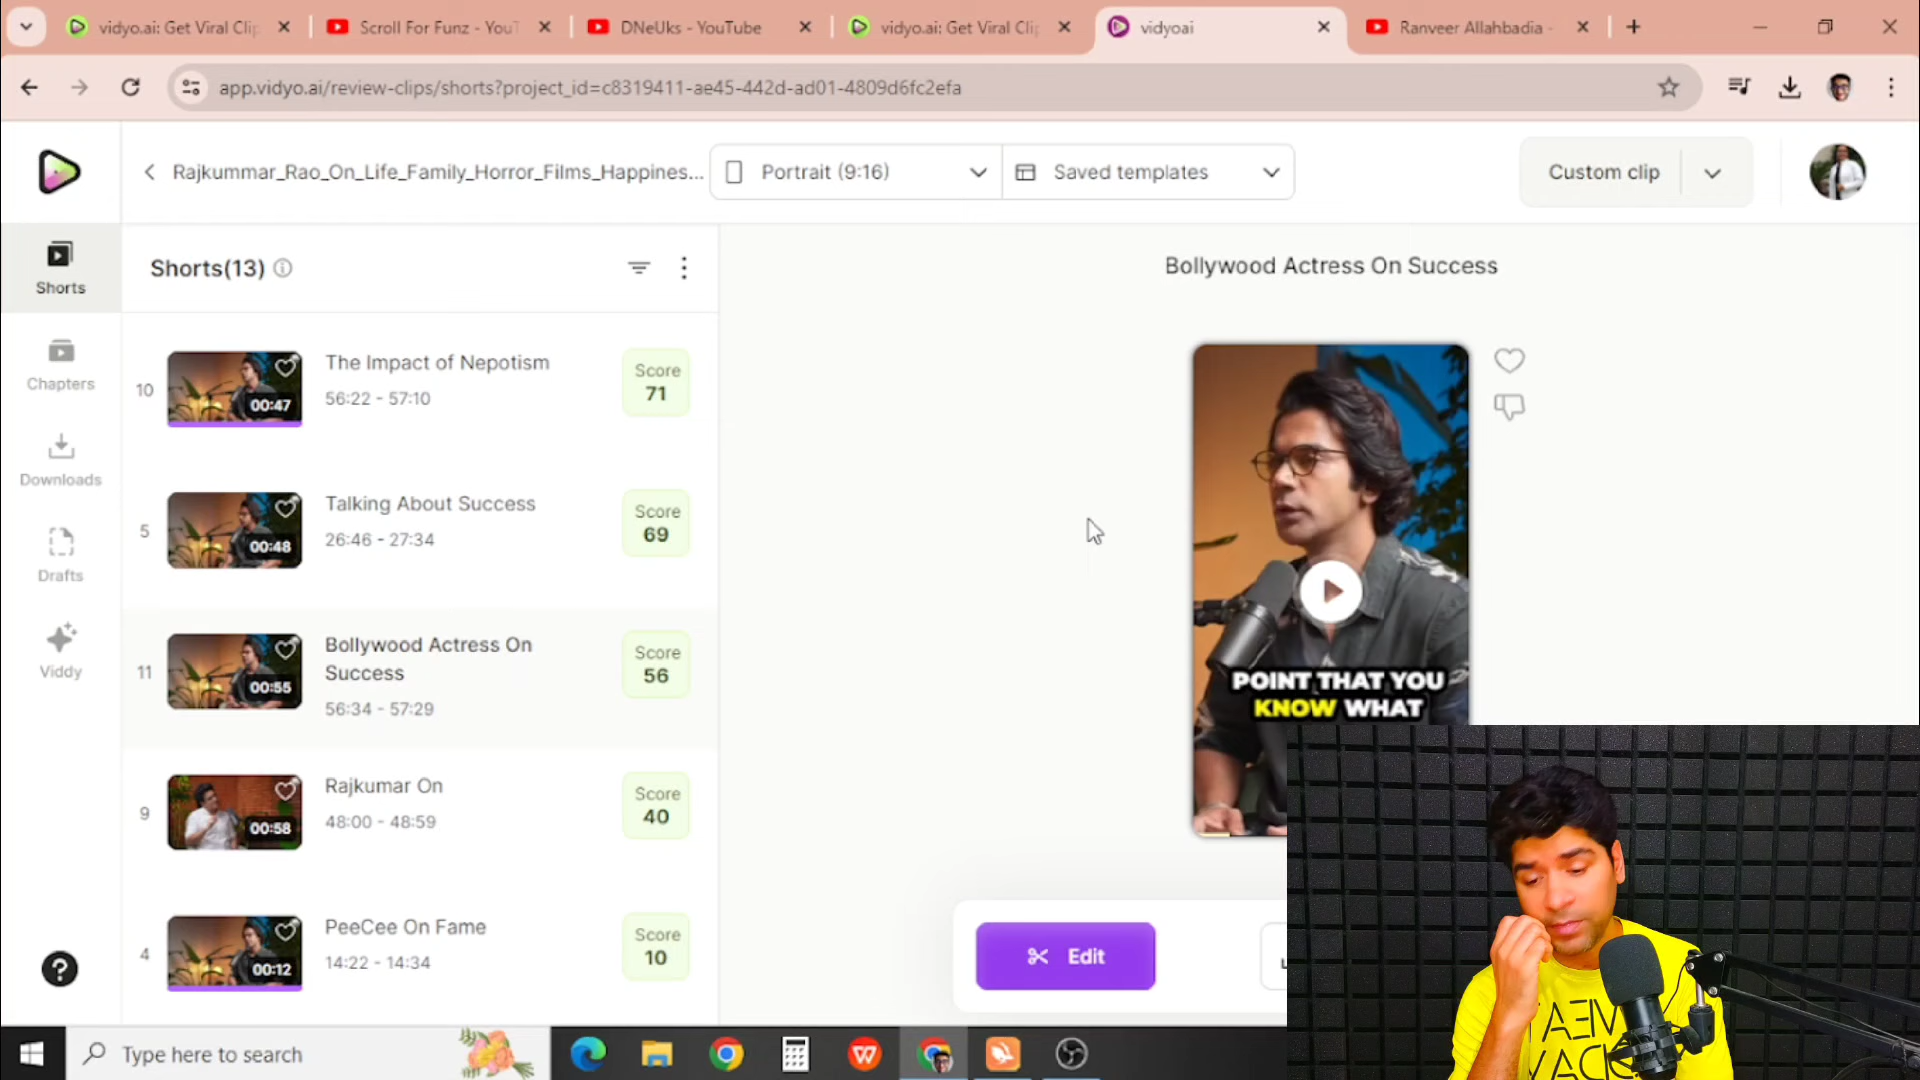 vidyo.ai: Get Viral Clip
Scroll For Funz - YouT
DNeUks - YouTube
vidyo.ai: Get Viral Clip
vidyoai
Ranveer Allahbadia -
app.vidyo.ai/review-clips/shorts?project_id=c8319411-ae45-442d-ad01-4809d6fc2efa
Rajkummar_Rao_On_Life_Family_Horror_Films_Happines...
Portrait (9:16)
Saved templates
Custom clip
Shorts
Chapters
Downloads
Drafts
Viddy
Shorts(13)
10
00:47
The Impact of Nepotism
56:22 - 57:10
Score
71
5
00:48
Talking About Success
26:46 - 27:34
Score
69
11
00:55
Bollywood Actress On
Success
56:34 - 57:29
Score
56
9
00:58
Rajkumar On
48:00 - 48:59
Score
40
4
00:12
PeeCee On Fame
14:22 - 14:34
Score
10
Bollywood Actress On Success
POINT THAT YOU
KNOW WHAT
Edit
Type here to search